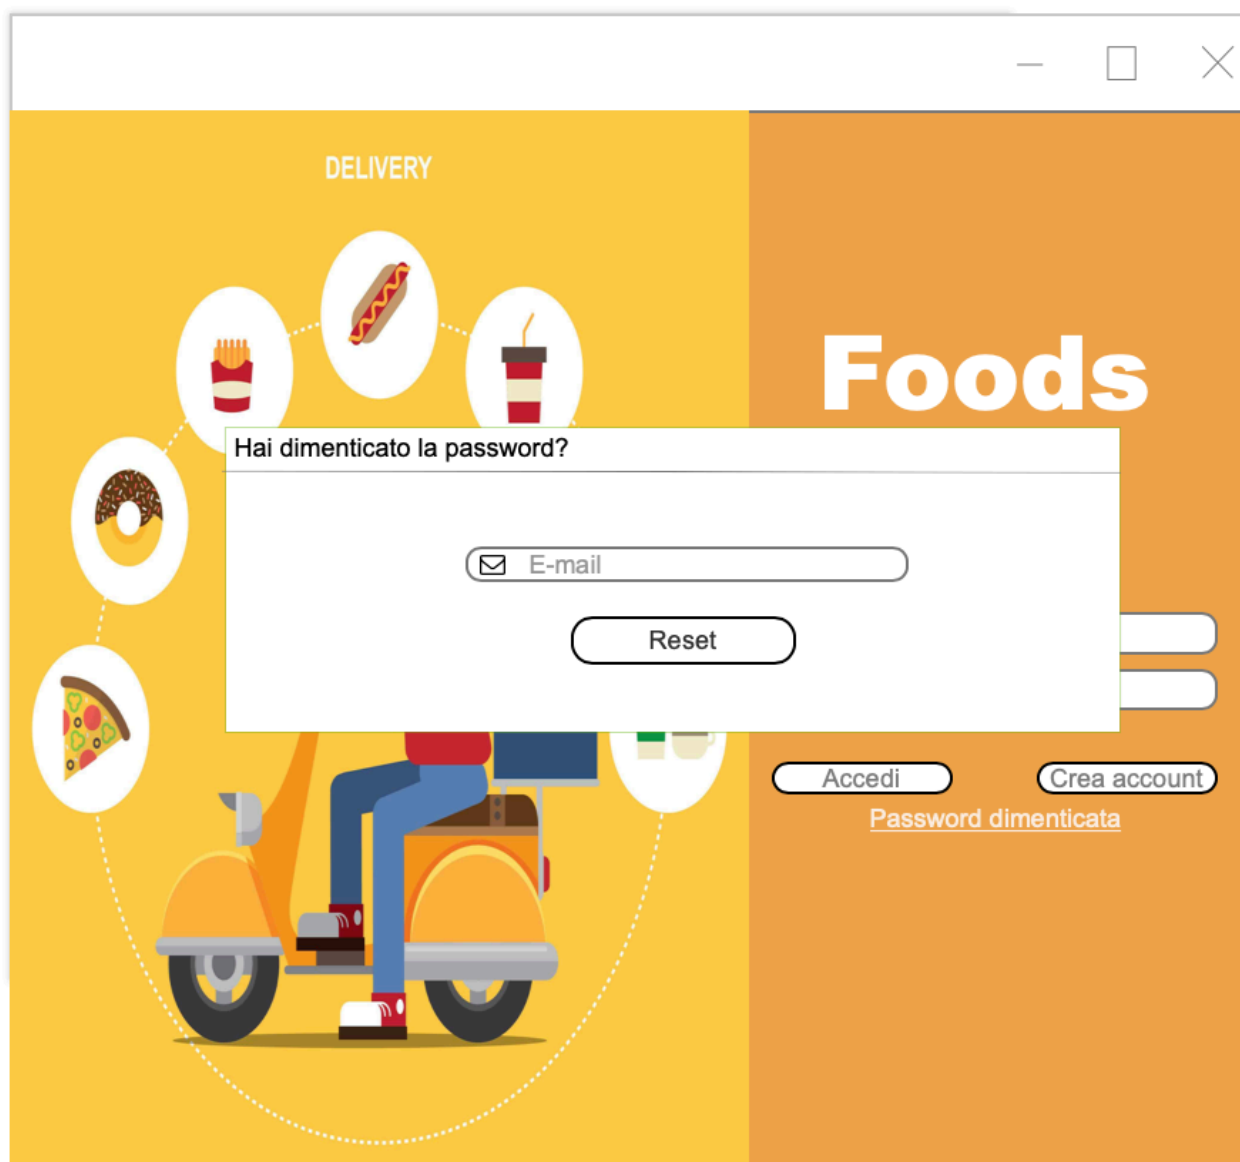 DELIVERY
Foods
Hai dimenticato la password?
E-mail
Reset
Accedi
Crea account
Password dimenticata